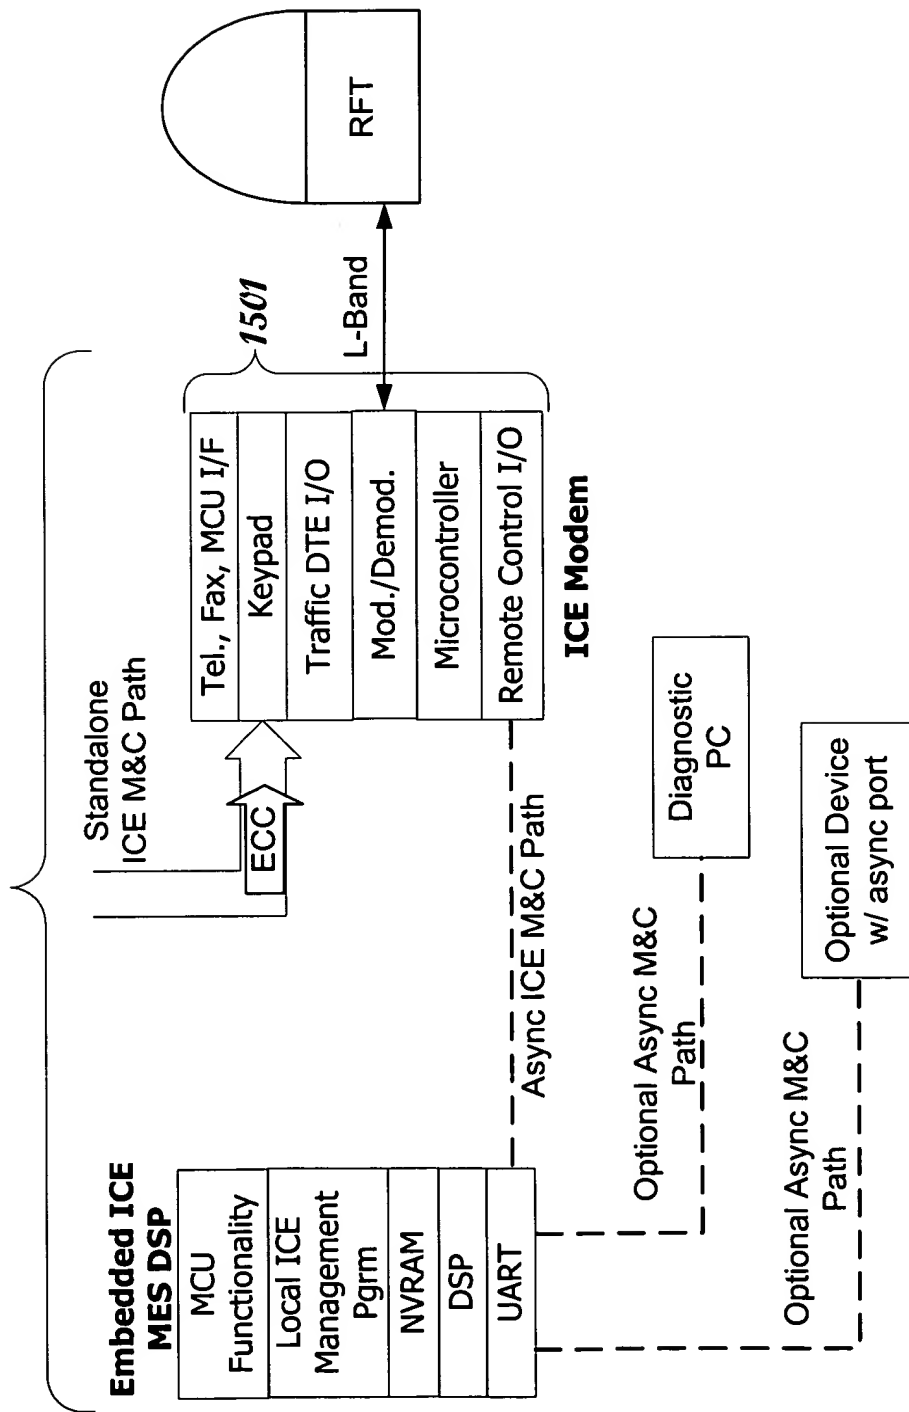 Embedded ICE
MES DSP
MCU
Functionality
Local ICE
Management
Pgrm
NVRAM
DSP
UART
Standalone
ICE M&C Path
ECC
Async ICE M&C Path
Optional Async M&C
Path
Optional Async M&C
Path
Tel., Fax, MCU I/F
Keypad
Traffic DTE I/O
Mod./Demod.
Microcontroller
Remote Control I/O
ICE Modem
1501
Diagnostic
PC
Optional Device
w/ async port
L-Band
RFT